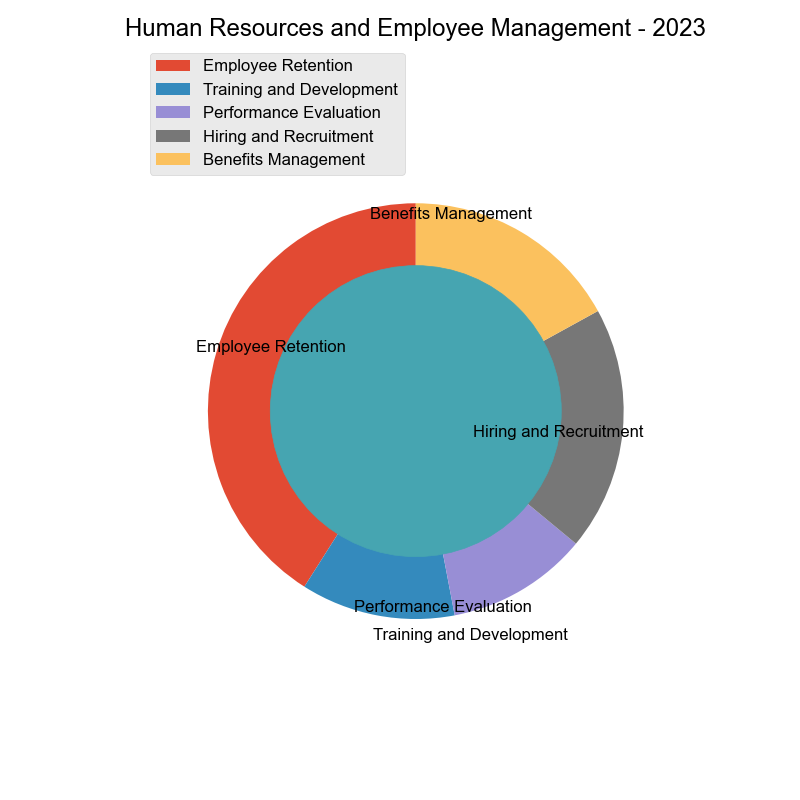 Human Resources and Employee Management - 2023
Employee Retention
Training and Development
Performance Evaluation
Hiring and Recruitment
Benefits Management
Benefits Management
Employee Retention
Hiring and Recruitment
Performance Evaluation
Training and Development